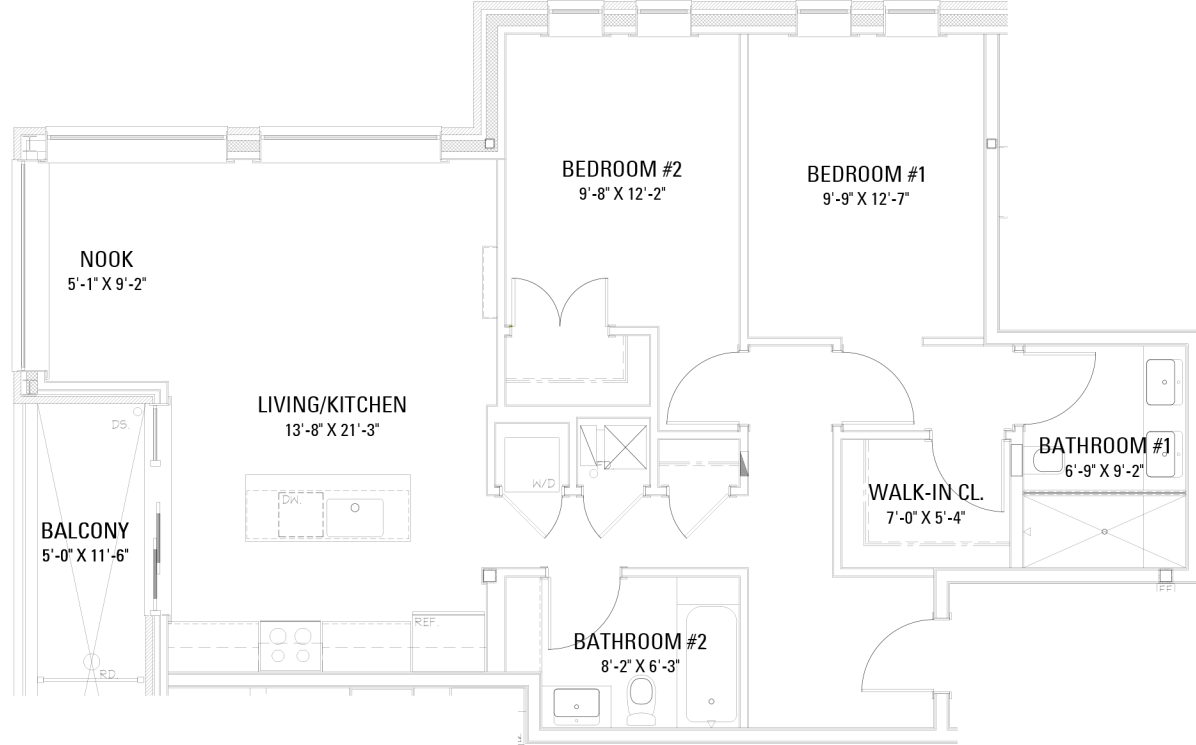 BEDROOM #2
9'-8" X 12'-2"
BEDROOM #1
9'-9" X 12'-7"
NOOK
5'-1" X 9'-2"
LIVING/KITCHEN
13'-8" X 21'-3"
DS.
BATHROOM #1
6'-9" X 9'-2"
W/D
WALK-IN CL.
7'-0" X 5'-4"
DW.
BALCONY
5'-0" X 11'-6"
REF.
BATHROOM #2
8'-2" X 6'-3"
RD